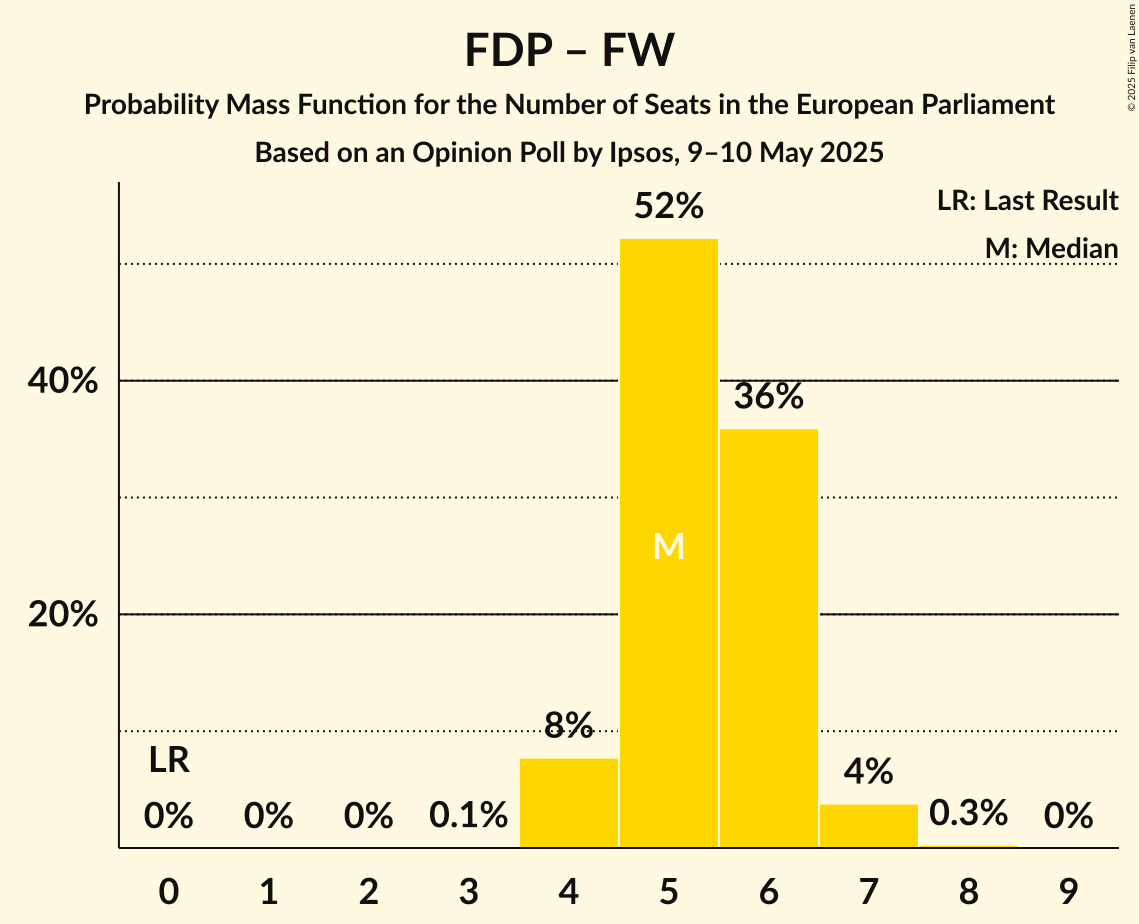 FDP – FW
Probability Mass Function for the Number of Seats in the European Parliament
Based on an Opinion Poll by Ipsos, 9–10 May 2025
© 2025 Filip van Laenen
LR: Last Result
M: Median
52%
40%
36%
M
20%
8%
LR
4%
0% 0% 0% 0.1% 0.3% 0%
0 1 2 3 4 5 6 7 8 9